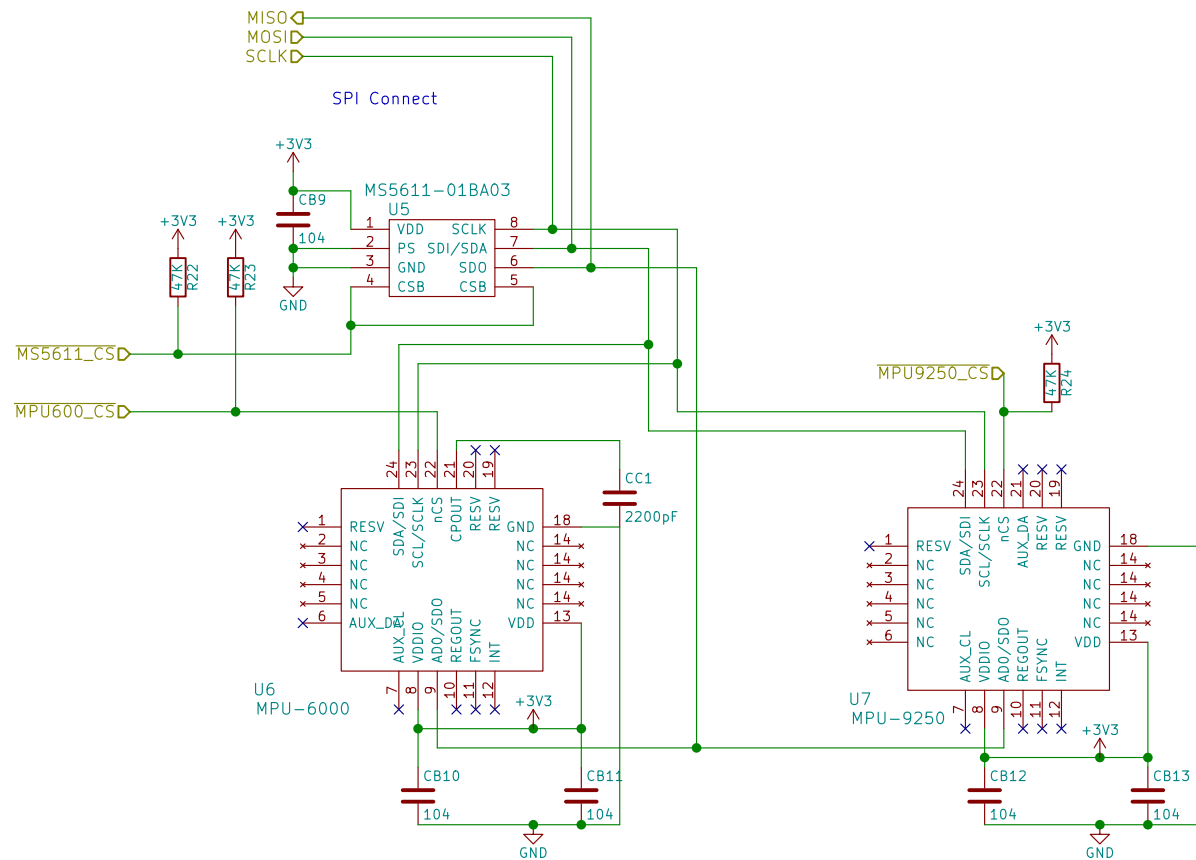 MISO
MOSI
SCLK
SPI Connect
+3V3
CB9
104
GND
MS5611-01BA03
U5
1 VDD SCLK 8
2 PS SDI/SDA 7
3 GND SDO 6
4 CSB CSB 5
+3V3
47K
R22
+3V3
47K
R23
MS5611_CS
MPU600_CS
+3V3
47K
R24
MPU9250_CS
24 23 22 21 20 19
SDA/SDI
SCL/SCLK
nCS
CPOUT
RESV
RESV
1 RESV GND 18
2 NC NC 14
3 NC NC 14
4 NC NC 14
5 NC NC 14
6 AUX_DA VDD 13
AUX_CL
VDDIO
AD0/SDO
REGOUT
FSYNC
INT
7 8 9 10 11 12
U6
MPU-6000
CC1
2200pF
+3V3
CB10
104
CB11
104
GND
24 23 22 21 20 19
SDA/SDI
SCL/SCLK
nCS
AUX_DA
RESV
RESV
1 RESV GND 18
2 NC NC 14
3 NC NC 14
4 NC NC 14
5 NC NC 14
6 NC VDD 13
AUX_CL
VDDIO
AD0/SDO
REGOUT
FSYNC
INT
7 8 9 10 11 12
U7
MPU-9250
+3V3
CB12
104
CB13
104
GND